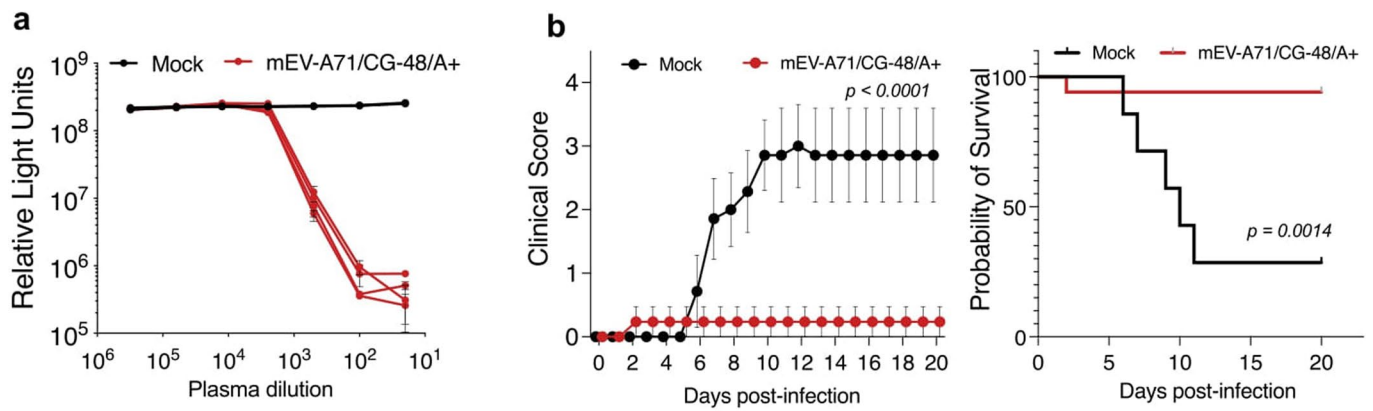 a
Mock
mEV-A71/CG-48/A+
Relative Light Units
10⁹
10⁸
10⁷
10⁶
10⁵
10⁶ 10⁵ 10⁴ 10³ 10² 10¹
Plasma dilution
b
Mock
mEV-A71/CG-48/A+
p < 0.0001
Clinical Score
4
3
2
1
0
0 2 4 6 8 10 12 14 16 18 20
Days post-infection
Mock
mEV-A71/CG-48/A+
Probability of Survival
100
50
0
p = 0.0014
0 5 10 15 20
Days post-infection